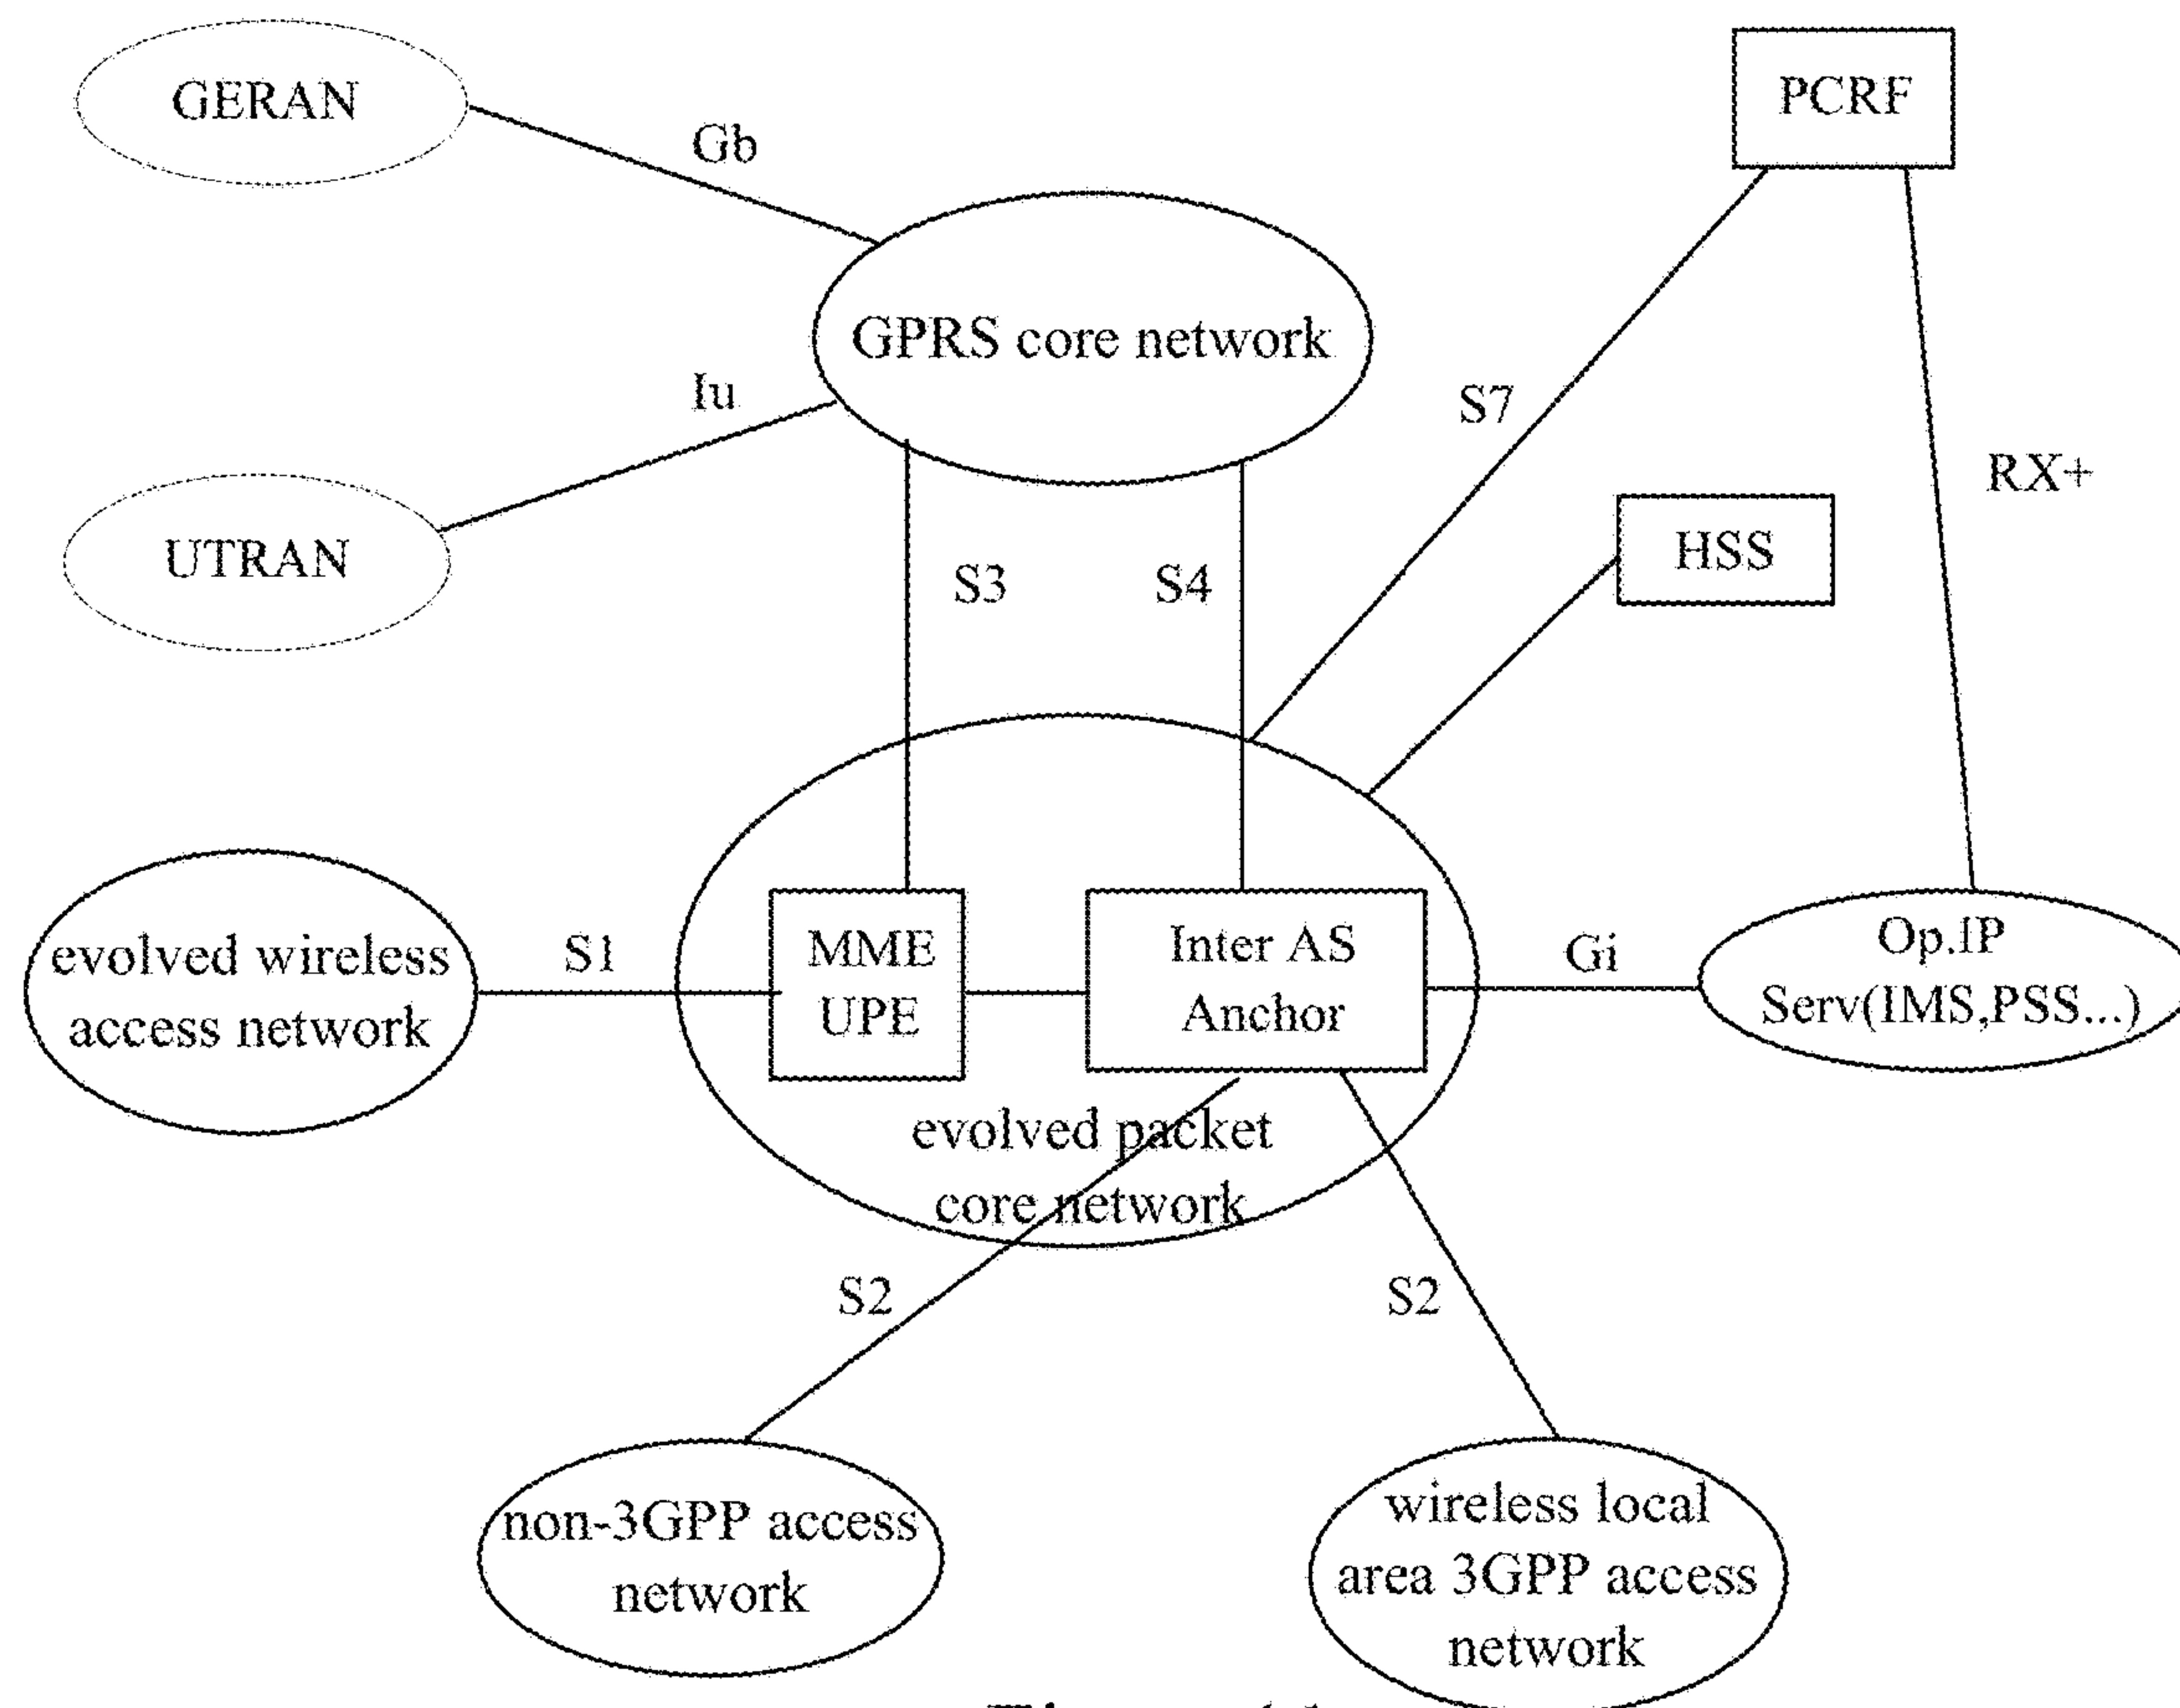 GERAN
PCRF
Gb
GPRS core network
Iu
S7
RX+
UTRAN
HSS
S3
S4
evolved wireless
access network
S1
MME
UPE
Inter AS
Anchor
Gi
Op.IP
Serv(IMS,PSS...)
evolved packet
core network
S2
S2
non-3GPP access
network
wireless local
area 3GPP access
network